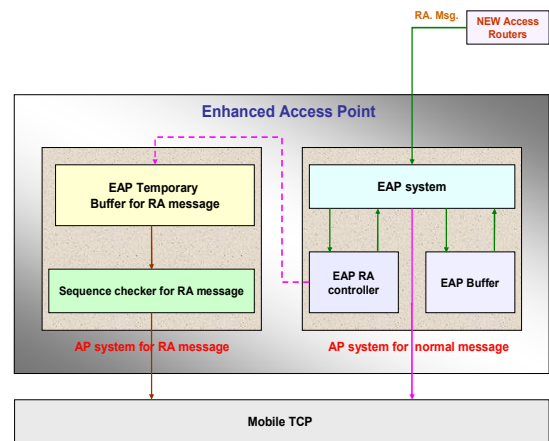 RA. Msg.
NEW Access
Routers
Enhanced Access Point
EAP Temporary
Buffer for RA message
EAP system
Sequence checker for RA message
EAP RA
controller
EAP Buffer
AP system for RA message
AP system for normal message
Mobile TCP